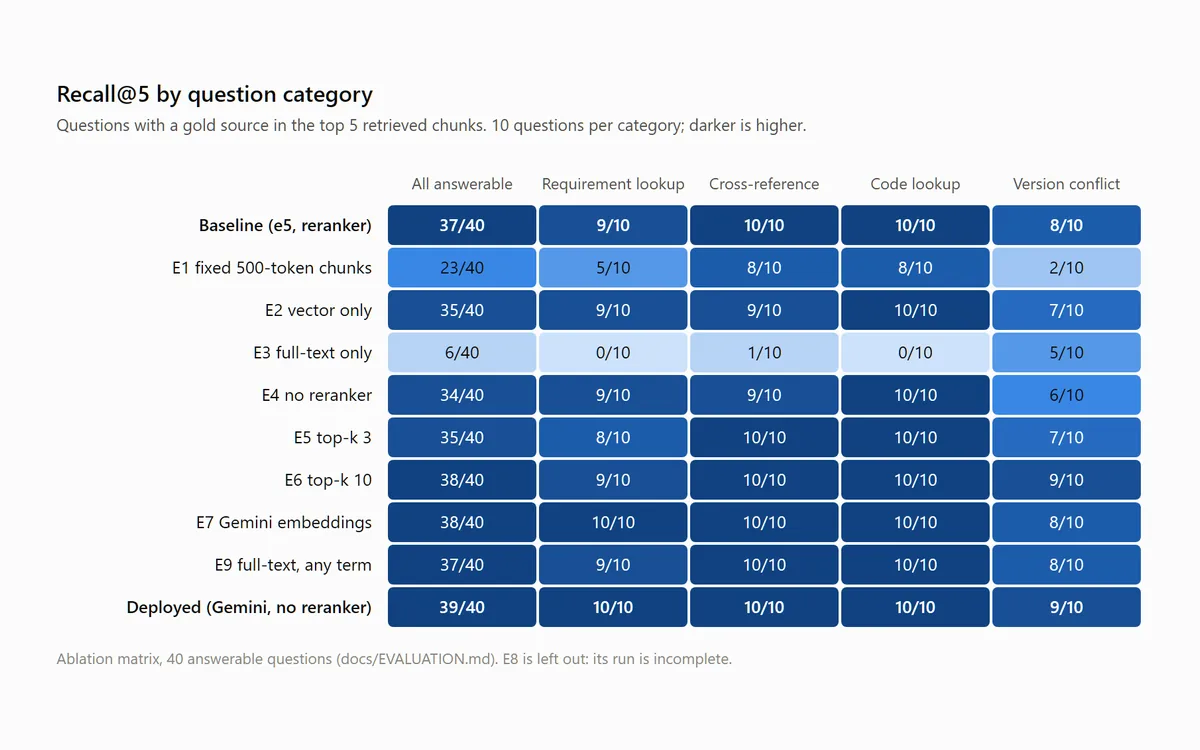 Recall@5 by question category
Questions with a gold source in the top 5 retrieved chunks. 10 questions per category; darker is higher.
All answerable Requirement lookup Cross-reference Code lookup Version conflict
Baseline (e5, reranker) 37/40 9/10 10/10 10/10 8/10
E1 fixed 500-token chunks 23/40 5/10 8/10 8/10 2/10
E2 vector only 35/40 9/10 9/10 10/10 7/10
E3 full-text only 6/40 0/10 1/10 0/10 5/10
E4 no reranker 34/40 9/10 9/10 10/10 6/10
E5 top-k 3 35/40 8/10 10/10 10/10 7/10
E6 top-k 10 38/40 9/10 10/10 10/10 9/10
E7 Gemini embeddings 38/40 10/10 10/10 10/10 8/10
E9 full-text, any term 37/40 9/10 10/10 10/10 8/10
Deployed (Gemini, no reranker) 39/40 10/10 10/10 10/10 9/10
Ablation matrix, 40 answerable questions (docs/EVALUATION.md). E8 is left out: its run is incomplete.